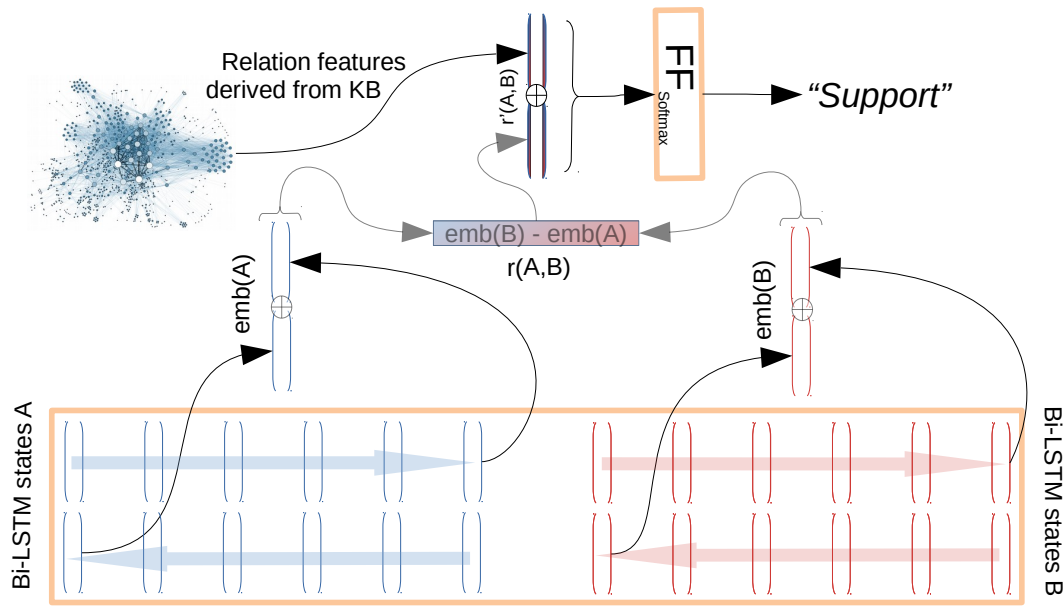 Relation features
derived from KB
r'(A,B)
FF
Softmax
“Support”
emb(B) - emb(A)
r(A,B)
emb(A)
emb(B)
Bi-LSTM states A
Bi-LSTM states B